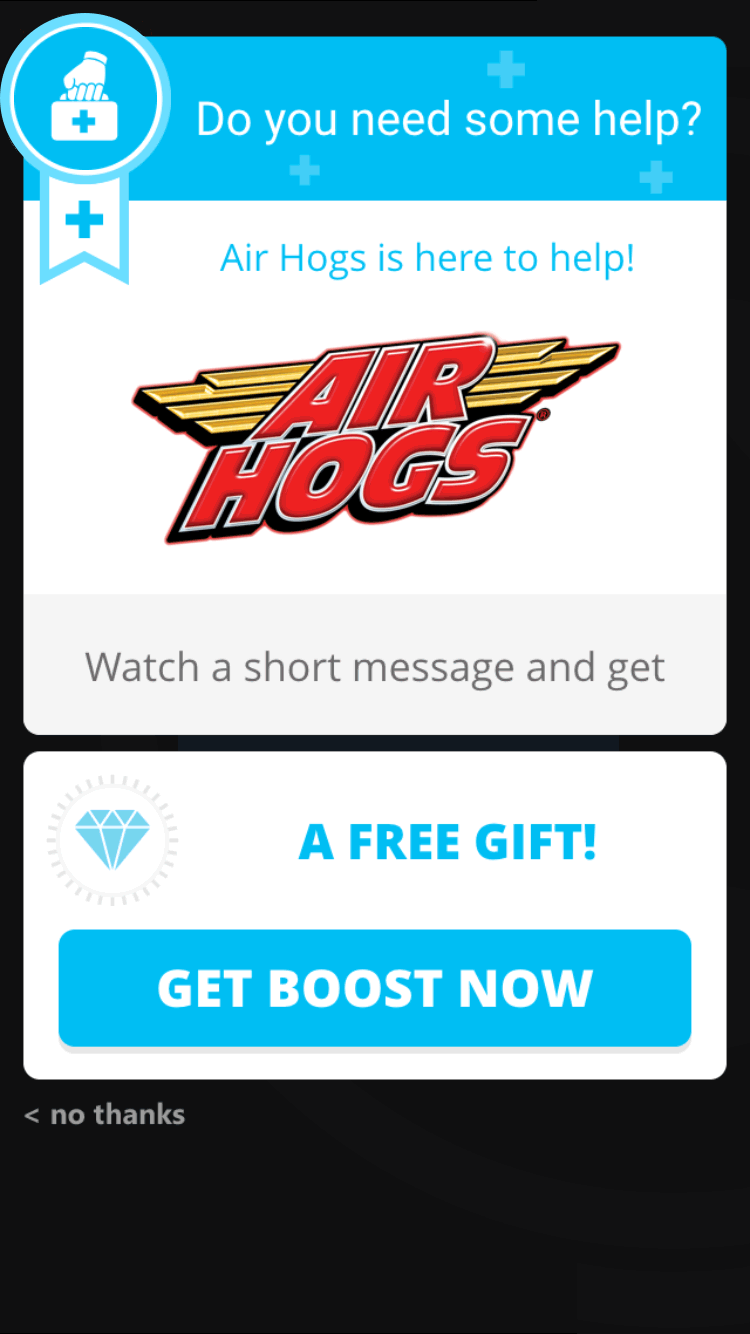 Do you need some help?
Air Hogs is here to help!
AIR
HOGS®
Watch a short message and get
A FREE GIFT!
GET BOOST NOW
< no thanks